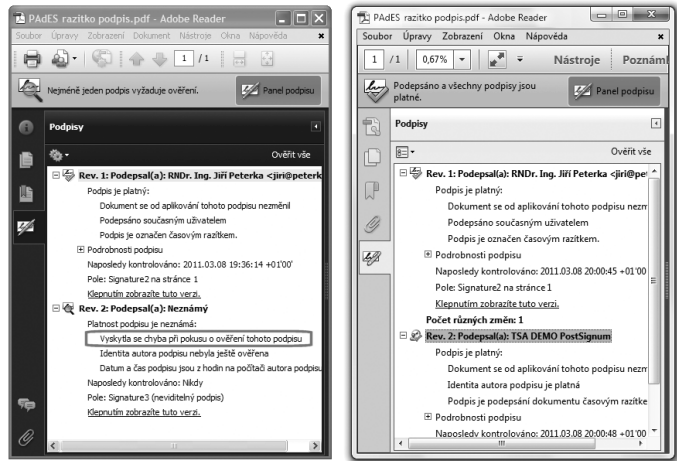 PAdES razitko podpis.pdf - Adobe Reader
Soubor Úpravy Zobrazení Dokument Nástroje Okna Nápověda
1 / 1
Nejméně jeden podpis vyžaduje ověření.
Panel podpisu
Podpisy
Ověřit vše
Rev. 1: Podepsal(a): RNDr. Ing. Jiří Peterka <jiri@peterk
Podpis je platný:
Dokument se od aplikování tohoto podpisu nezměnil
Podepsáno současným uživatelem
Podpis je označen časovým razítkem.
Podrobnosti podpisu
Naposledy kontrolováno: 2011.03.08 19:36:14 +01'00'
Pole: Signature2 na stránce 1
Klepnutím zobrazíte tuto verzi.
Rev. 2: Podepsal(a): Neznámý
Platnost podpisu je neznámá:
Vyskytla se chyba při pokusu o ověření tohoto podpisu
Identita autora podpisu nebyla ještě ověřena
Datum a čas podpisu jsou z hodin na počítači autora podpisu
Naposledy kontrolováno: Nikdy
Pole: Signature3 (neviditelný podpis)
Klepnutím zobrazíte tuto verzi.
PAdES razitko podpis.pdf - Adobe Reader
Soubor Úpravy Zobrazení Okna Nápověda
1 / 1 0,67% Nástroje Poznám
Podepsáno a všechny podpisy jsou
platné.
Panel podpisu
Podpisy
Ověřit vše
Rev. 1: Podepsal(a): RNDr. Ing. Jiří Peterka <jiri@pet
Podpis je platný:
Dokument se od aplikování tohoto podpisu nezm
Podepsáno současným uživatelem
Podpis je označen časovým razítkem.
Podrobnosti podpisu
Naposledy kontrolováno: 2011.03.08 20:00:45 +01'00
Pole: Signature2 na stránce 1
Klepnutím zobrazíte tuto verzi.
Počet různých změn: 1
Rev. 2: Podepsal(a): TSA DEMO PostSignum
Podpis je platný:
Dokument se od aplikování tohoto podpisu nezm
Identita autora podpisu je platná
Podpis je podepsání dokumentu časovým razítke
Podrobnosti podpisu
Naposledy kontrolováno: 2011.03.08 20:00:48 +01'00